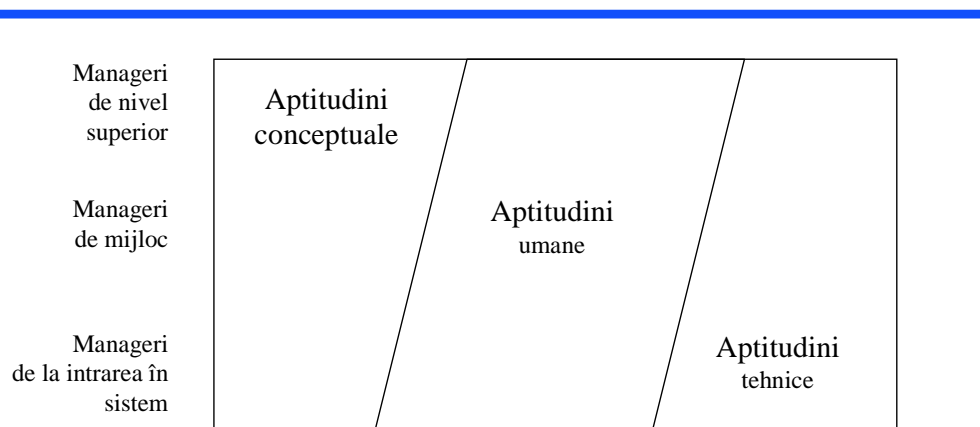 Manageri
de nivel
superior
Aptitudini
conceptuale
Manageri
de mijloc
Aptitudini
umane
Manageri
de la intrarea în
sistem
Aptitudini
tehnice